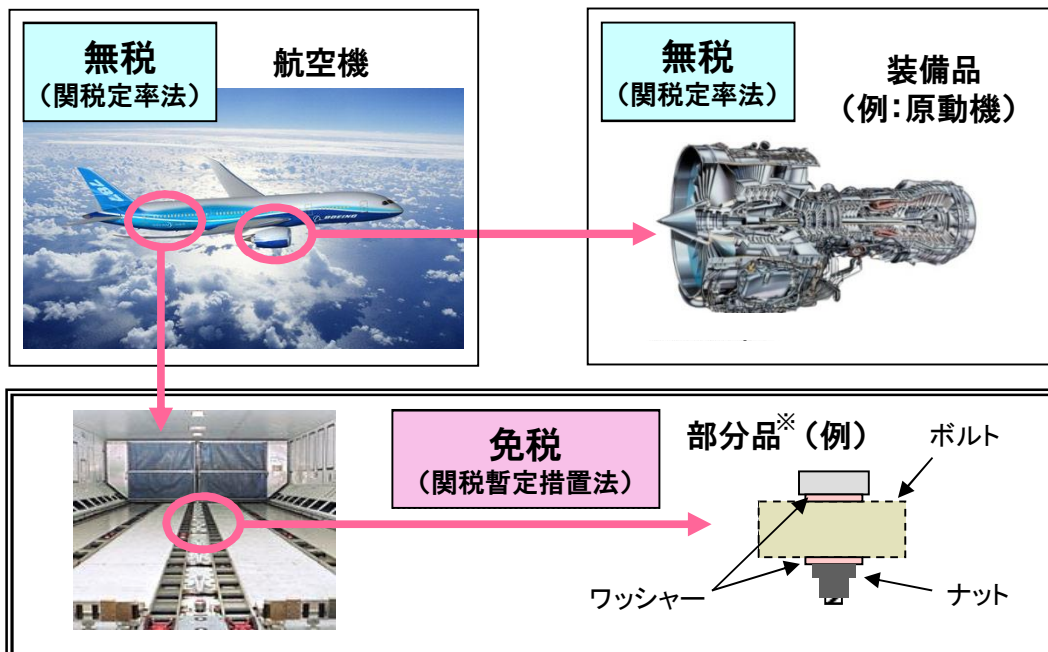 無税
（関税定率法）
航空機
無税
（関税定率法）
装備品
（例：原動機）
787
BOEING
免税
（関税暫定措置法）
部分品※（例）
ボルト
ワッシャー
ナット